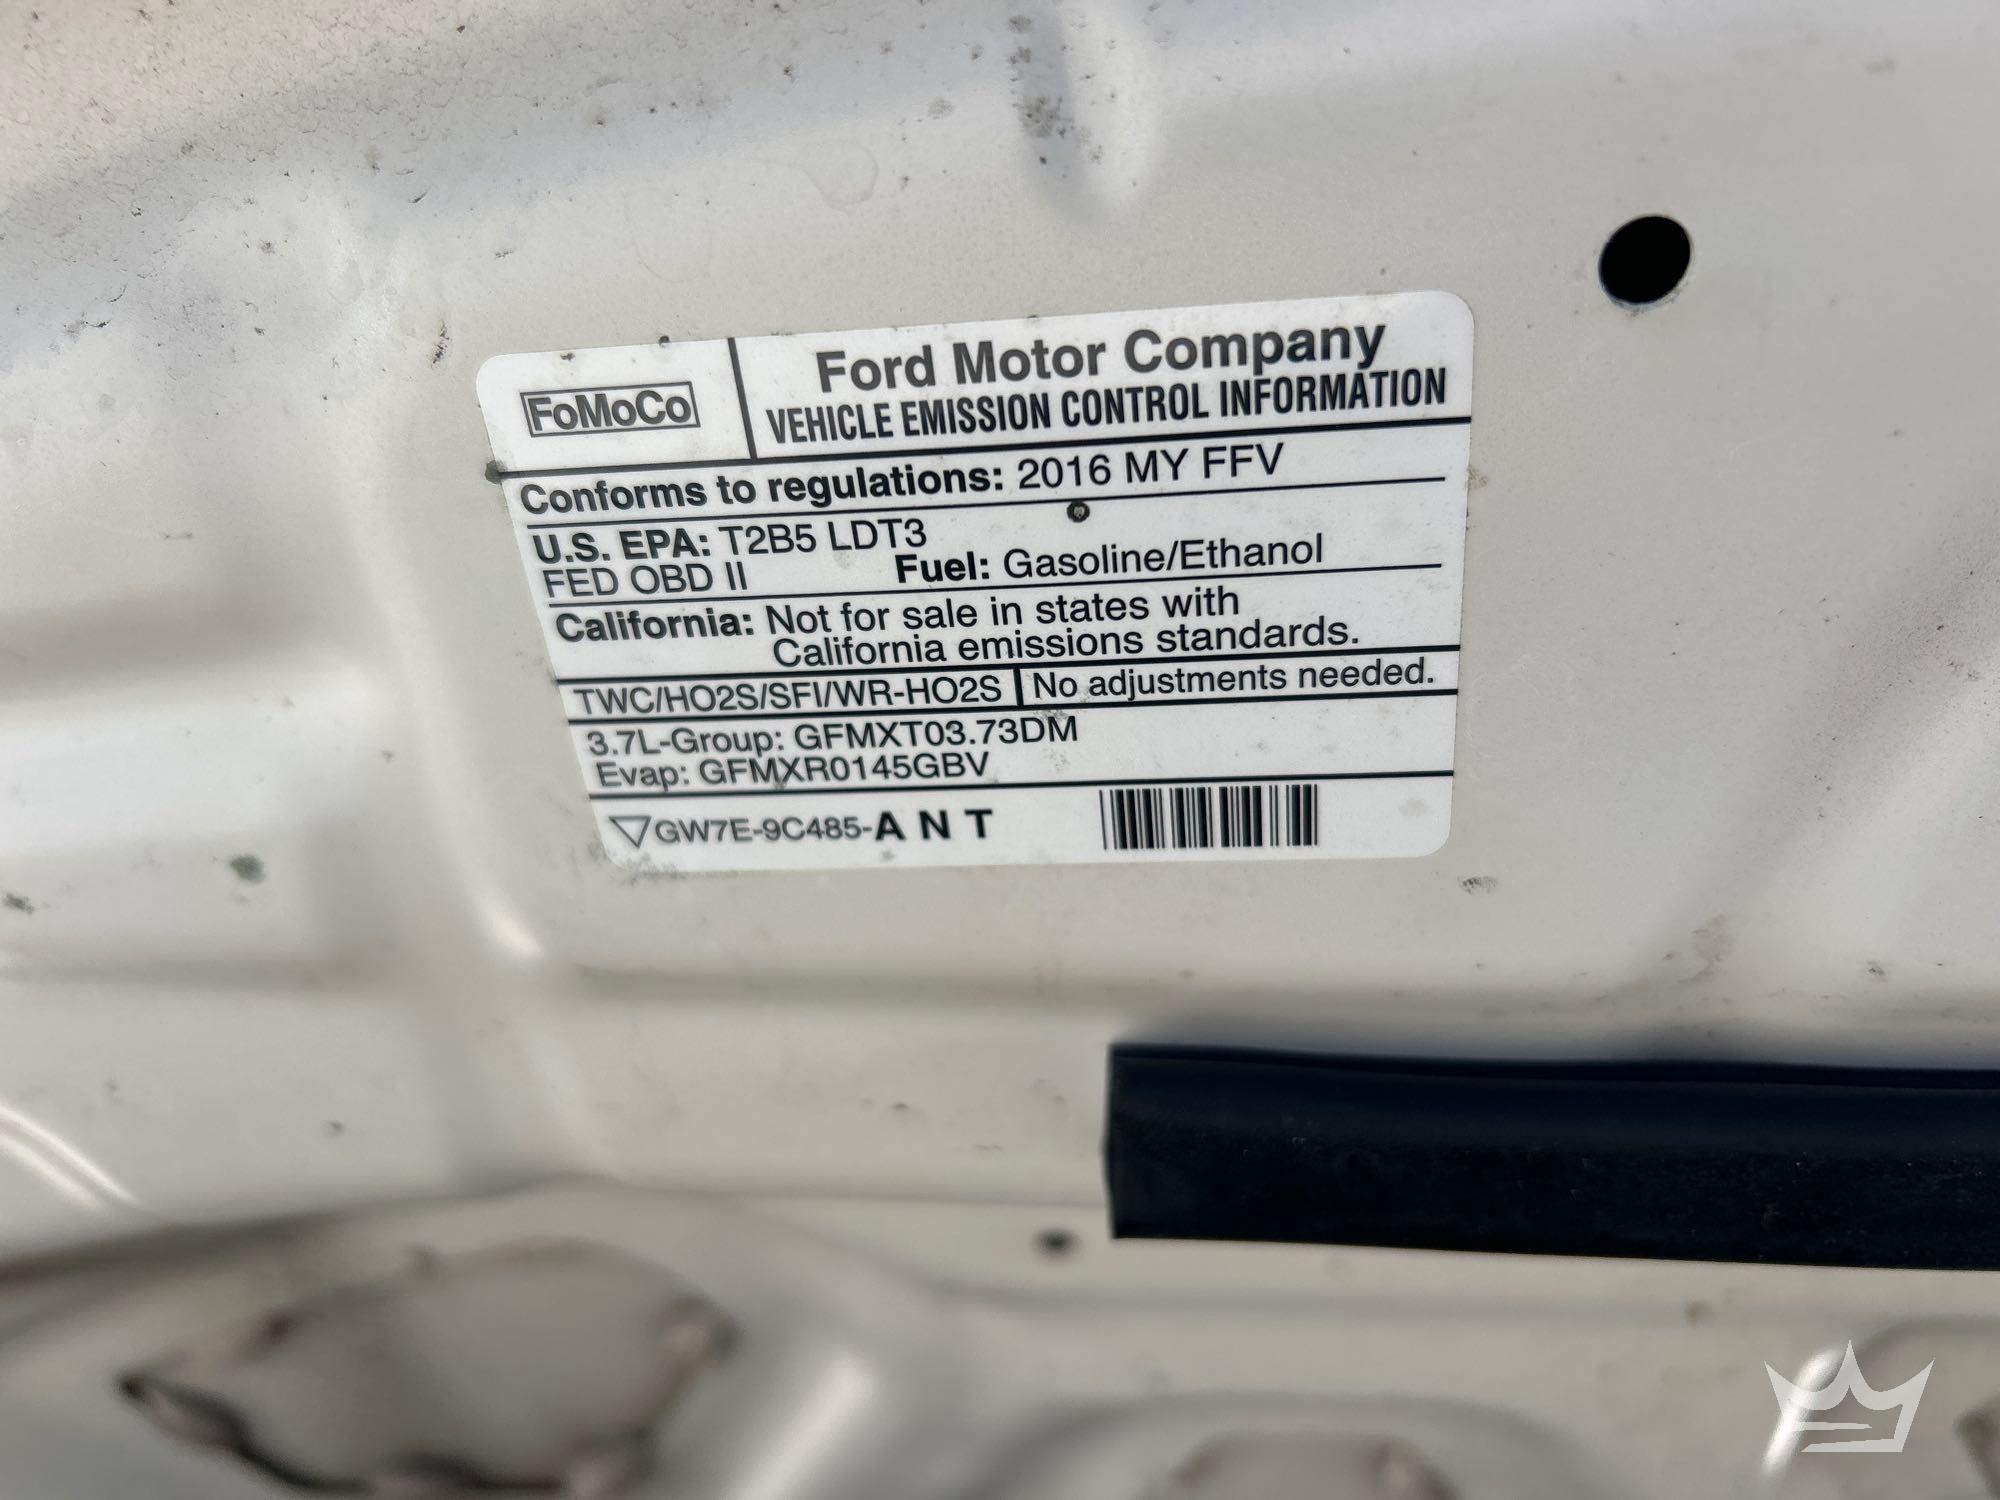 FoMoCo
Ford Motor Company
VEHICLE EMISSION CONTROL INFORMATION
Conforms to regulations: 2016 MY FFV
U.S. EPA: T2B5 LDT3
FED OBD II Fuel: Gasoline/Ethanol
California: Not for sale in states with
California emissions standards.
TWC/HO2S/SFI/WR-HO2S No adjustments needed.
3.7L-Group: GFMXT03.73DM
Evap: GFMXR0145GBV
GW7E-9C485-A N T